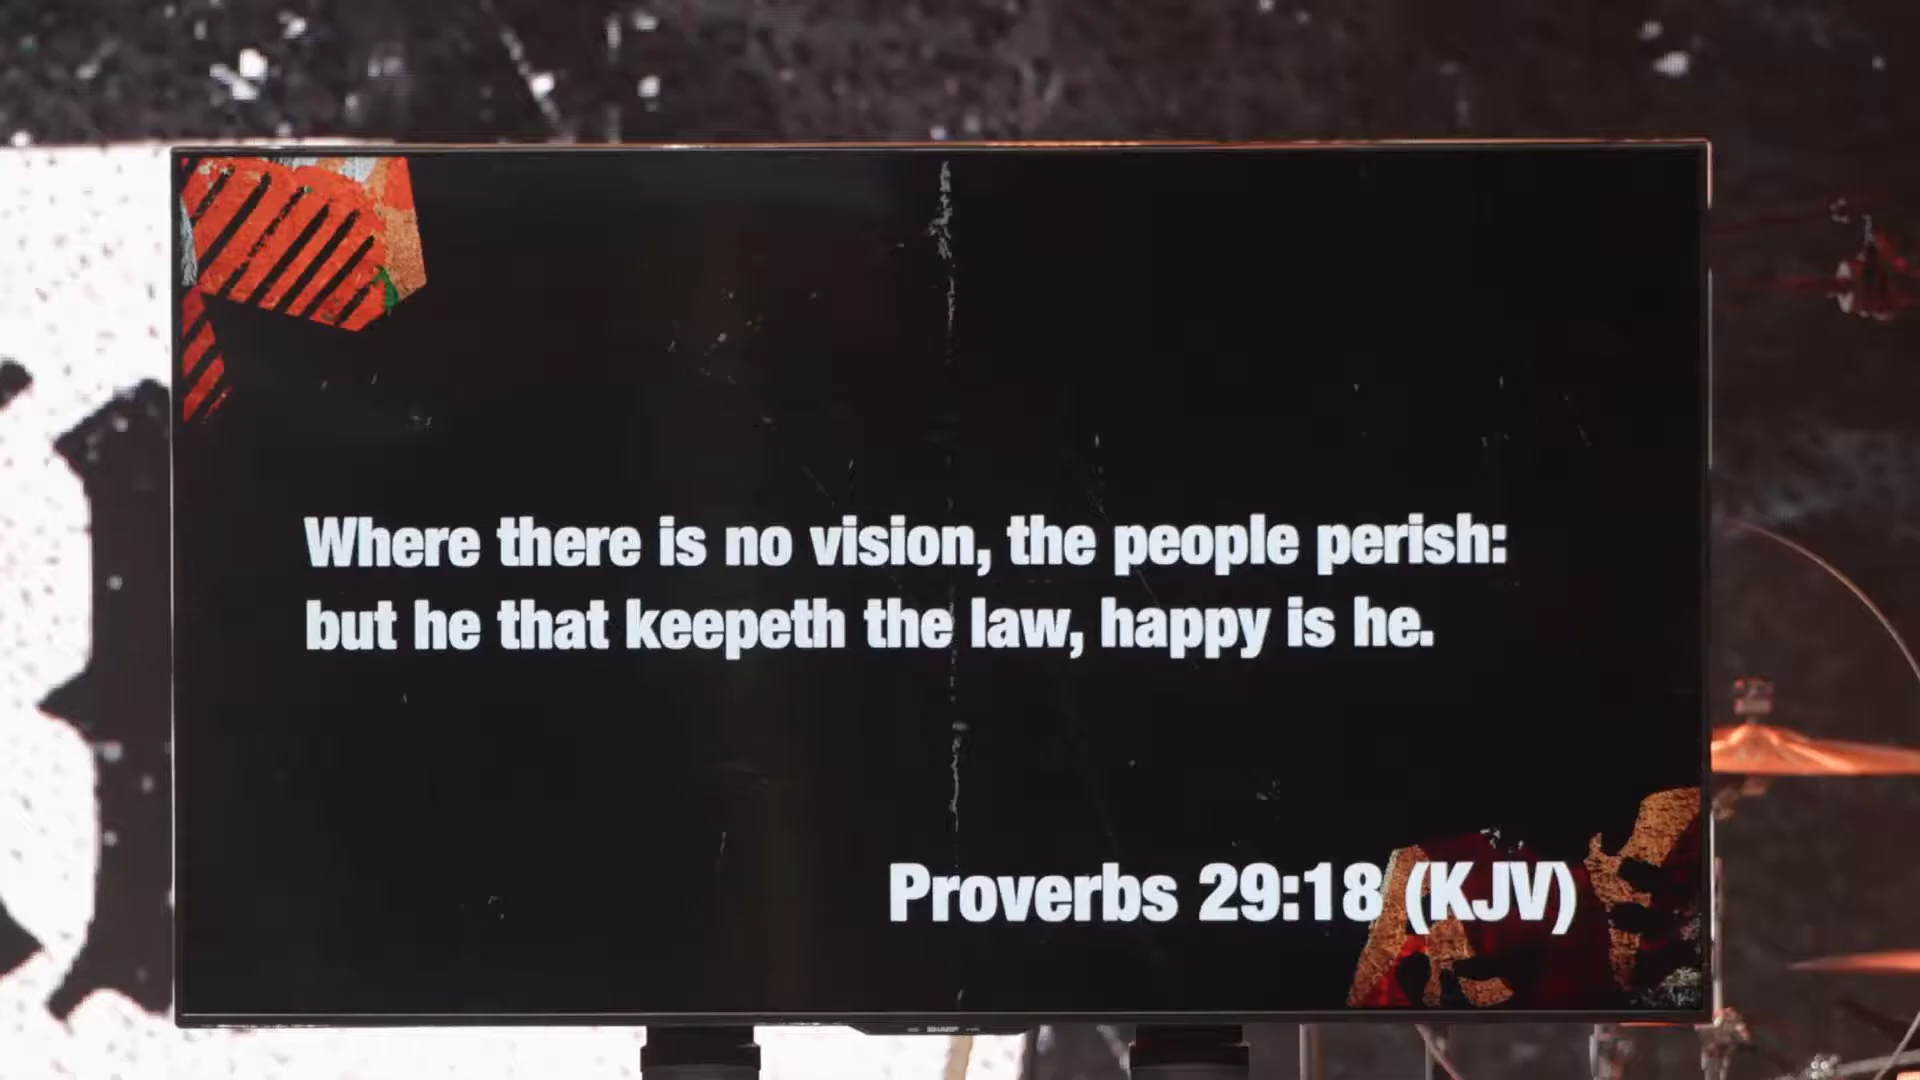 Where there is no vision, the people perish:
but he that keepeth the law, happy is he.
Proverbs 29:18 (KJV)
SHARP